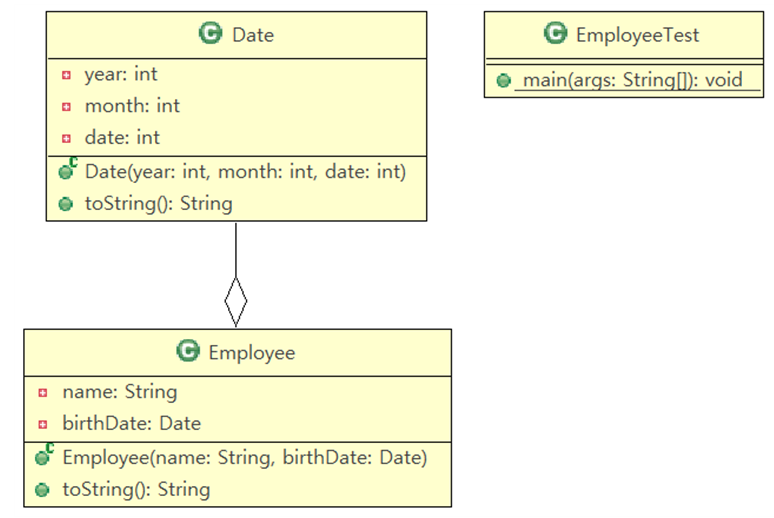 Date
year: int
month: int
date: int
Date(year: int, month: int, date: int)
toString(): String
EmployeeTest
main(args: String[]): void
Employee
name: String
birthDate: Date
Employee(name: String, birthDate: Date)
toString(): String